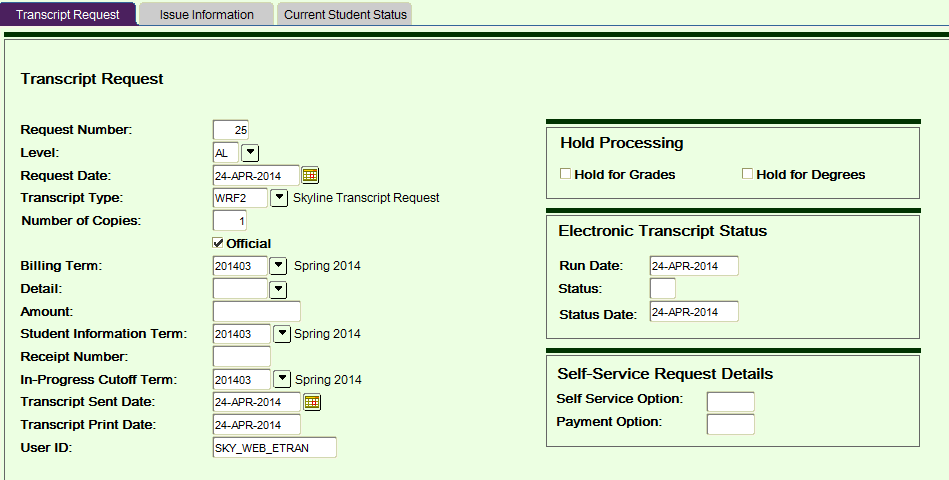 Transcript Request Issue Information Current Student Status
Transcript Request
Request Number: 25
Level: AL
Request Date: 24-APR-2014
Transcript Type: WRF2 Skyline Transcript Request
Number of Copies: 1
Official
Billing Term: 201403 Spring 2014
Detail:
Amount:
Student Information Term: 201403 Spring 2014
Receipt Number:
In-Progress Cutoff Term: 201403 Spring 2014
Transcript Sent Date: 24-APR-2014
Transcript Print Date: 24-APR-2014
User ID: SKY_WEB_ETRAN
Hold Processing
Hold for Grades Hold for Degrees
Electronic Transcript Status
Run Date: 24-APR-2014
Status:
Status Date: 24-APR-2014
Self-Service Request Details
Self Service Option:
Payment Option: